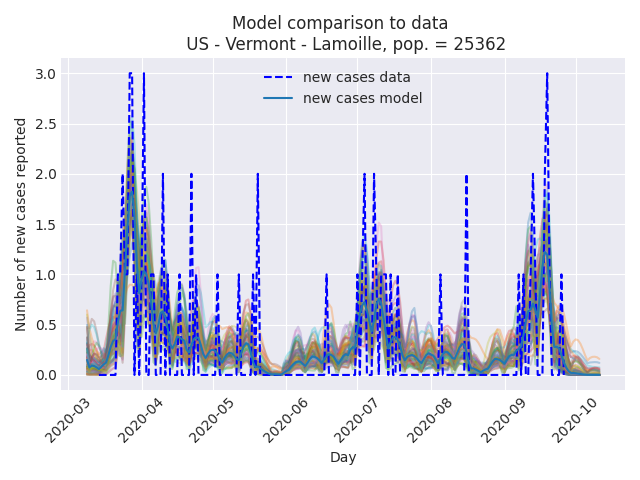 Model comparison to data
US - Vermont - Lamoille, pop. = 25362
new cases data
new cases model
Number of new cases reported
3.0
2.5
2.0
1.5
1.0
0.5
0.0
2020-03
2020-04
2020-05
2020-06
2020-07
2020-08
2020-09
2020-10
Day